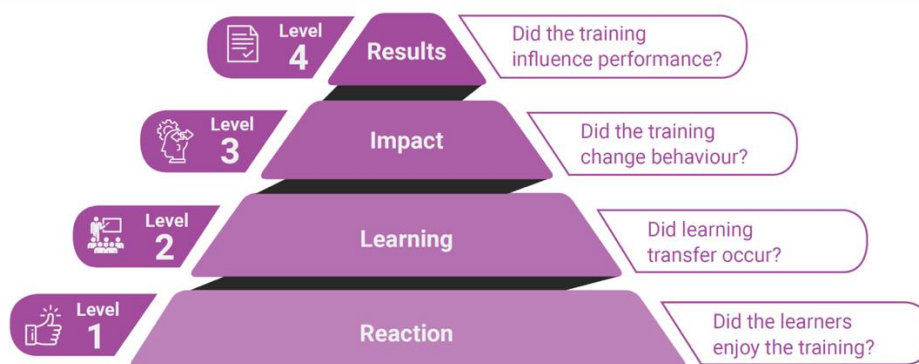 Level
4
Results
Did the training
influence performance?
Level
3
Impact
Did the training
change behaviour?
Level
2
Learning
Did learning
transfer occur?
Level
1
Reaction
Did the learners
enjoy the training?